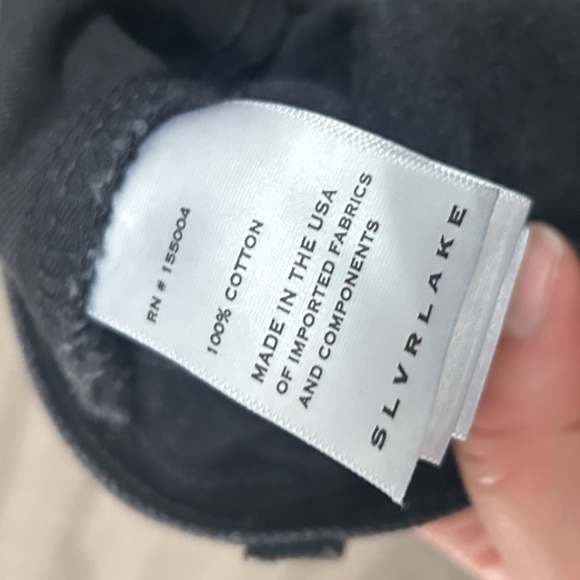 SLVRLAKE
MADE IN THE USA
OF IMPORTED FABRICS
AND COMPONENTS
100% COTTON
RN # 155004